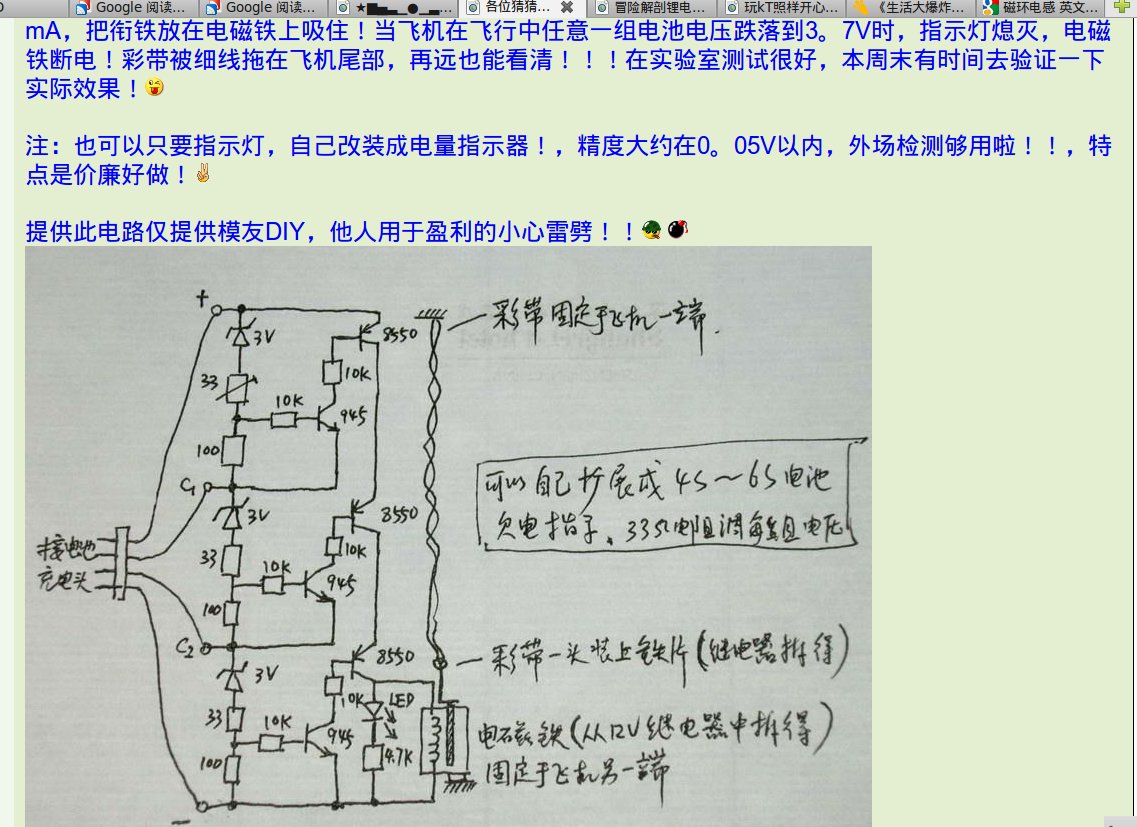 Google 阅读...
Google 阅读...
各位猜猜...
冒险解剖锂电...
玩kT照样开心...
《生活大爆炸...
磁环电感 英文...
mA，把衔铁放在电磁铁上吸住！当飞机在飞行中任意一组电池电压跌落到3。7V时，指示灯熄灭，电磁
铁断电！彩带被细线拖在飞机尾部，再远也能看清！！！在实验室测试很好，本周末有时间去验证一下
实际效果！
注：也可以只要指示灯，自己改装成电量指示器！，精度大约在0。05V以内，外场检测够用啦！！，特
点是价廉好做！
提供此电路仅提供模友DIY，他人用于盈利的小心雷劈！！
+
3V
8550
彩带固定于飞机一端.
33
10K
10K
945
100
C1
可以自己扩展成4S～6S电池
欠电指示、33Ω电阻调每组电压
3V
8550
接电池
充电头
33
10K
10K
945
100
C2
彩带一头装上铁片(继电器拆得)
3V
8550
10K
LED
33
10K
945
4.7K
100
电磁铁(从12V继电器中拆得)
固定于飞机另一端
−